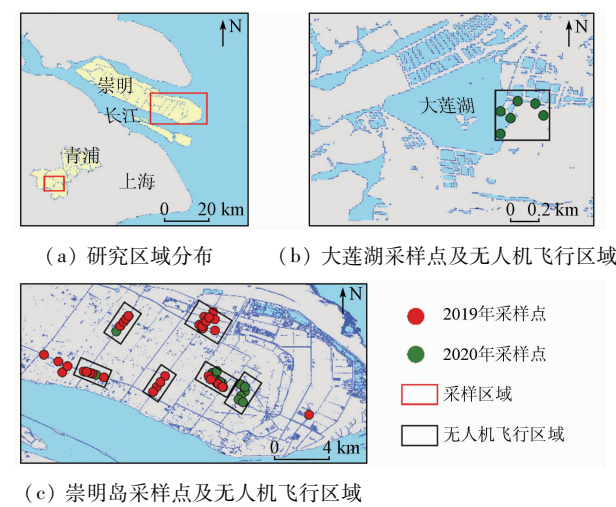 N
崇明
长江
青浦
上海
0 20 km
(a) 研究区域分布
N
大莲湖
0 0.2 km
(b) 大莲湖采样点及无人机飞行区域
N
0 4 km
2019年采样点
2020年采样点
采样区域
无人机飞行区域
(c) 崇明岛采样点及无人机飞行区域